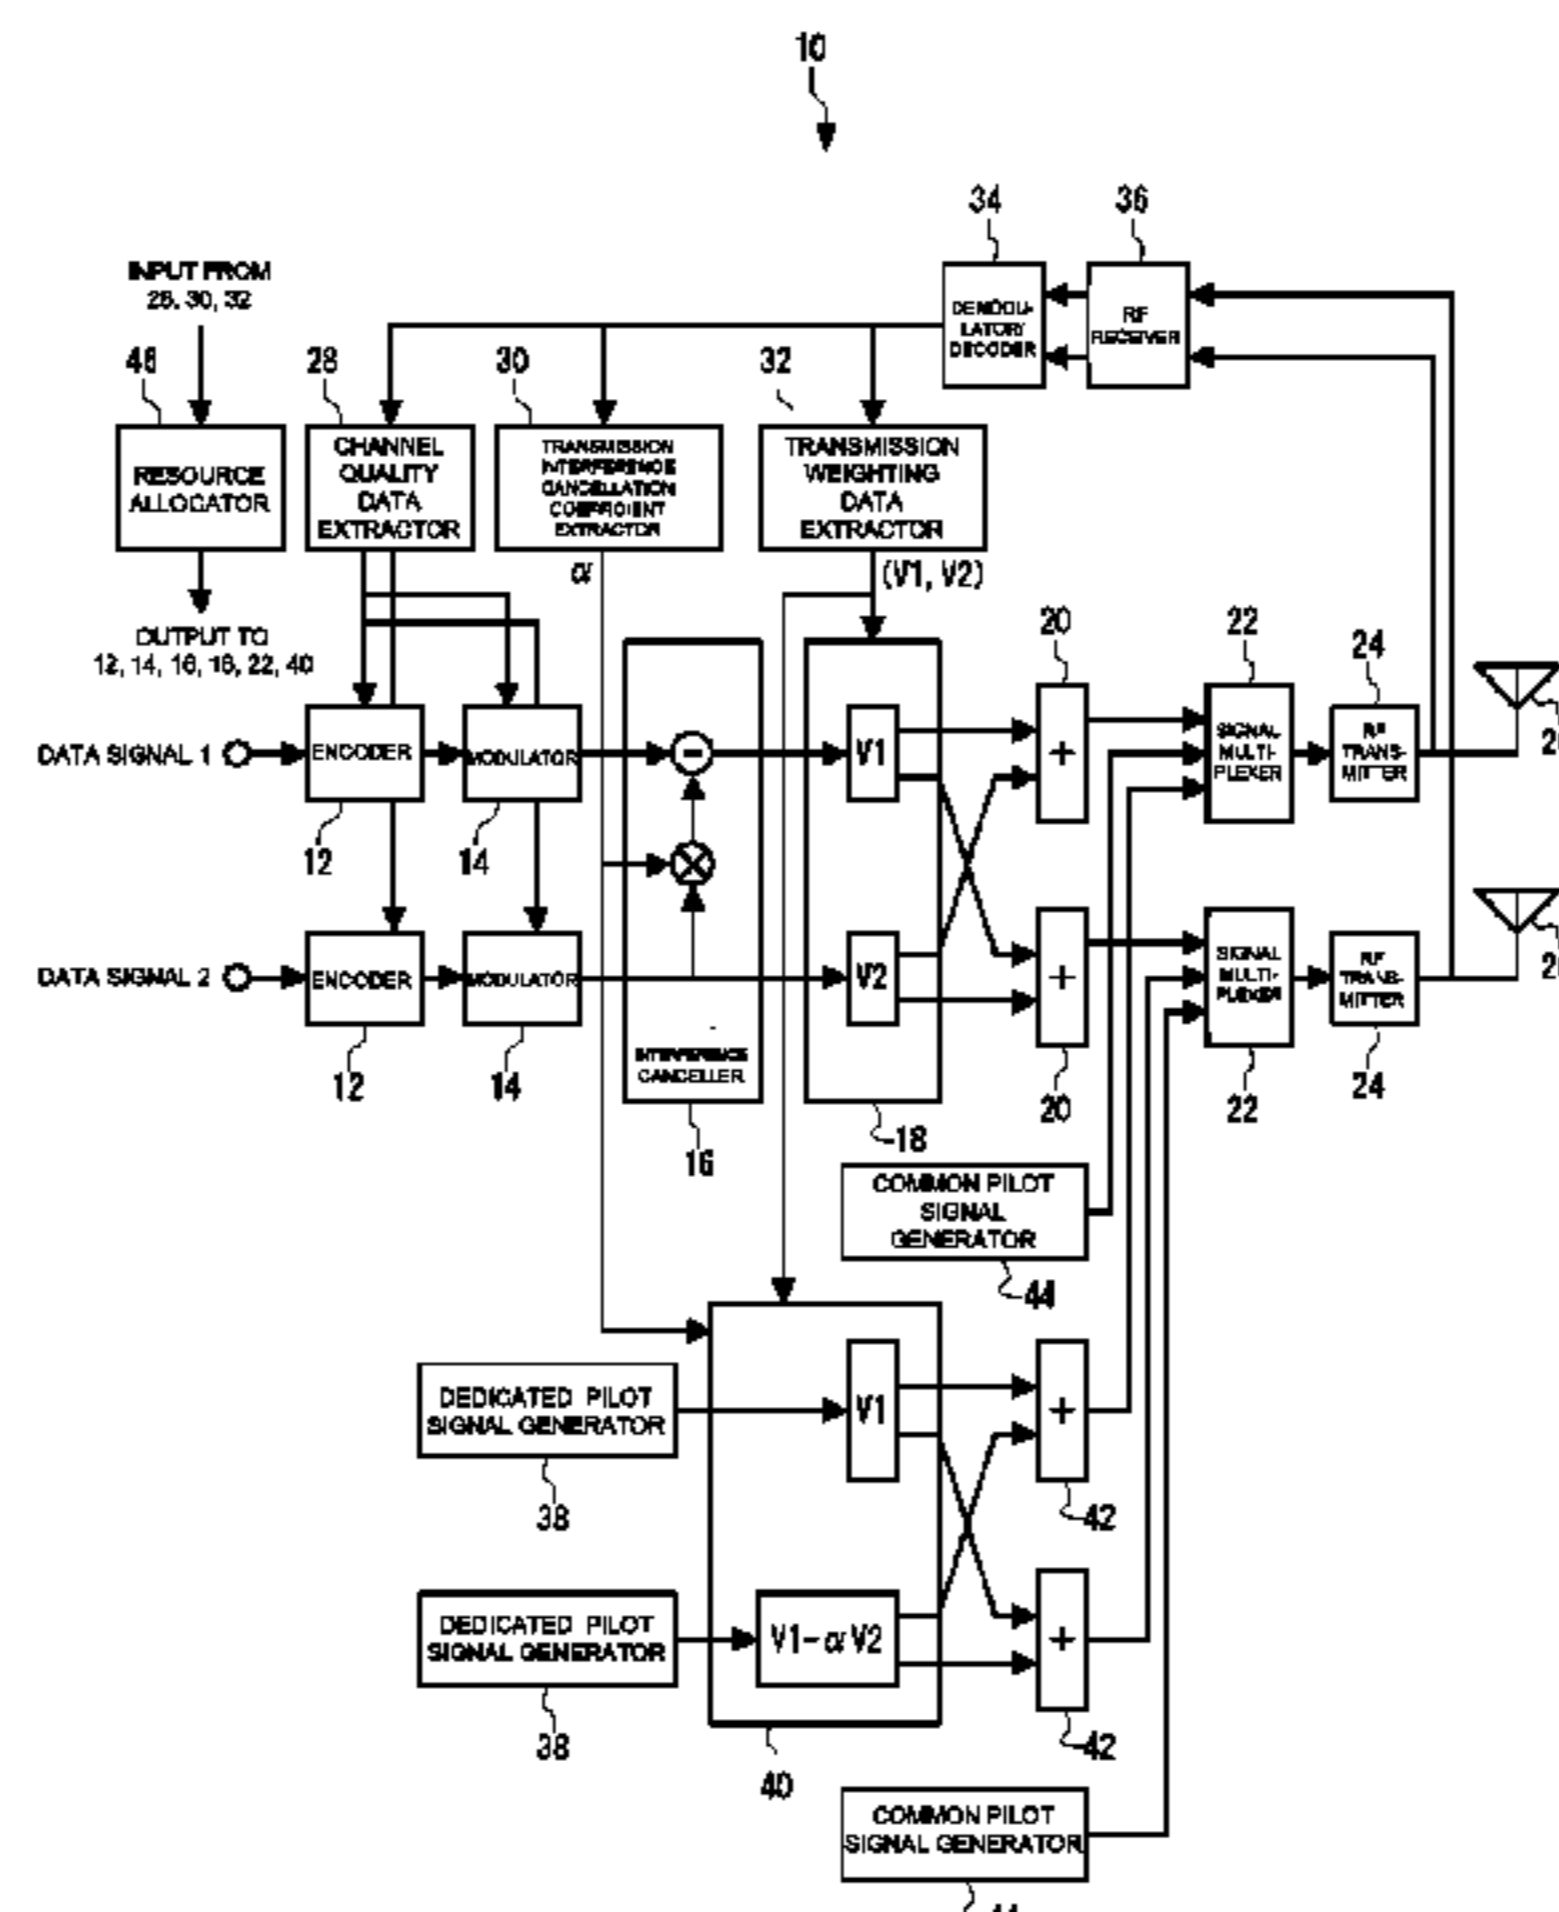 10
34
36
INPUT FROM
28, 30, 32
DEMODU-
LATOR/
DECODER
RF
RECEIVER
46
28
30
32
RESOURCE
ALLOCATOR
CHANNEL
QUALITY
DATA
EXTRACTOR
TRANSMISSION
INTERFERENCE
CANCELLATION
COEFFICIENT
EXTRACTOR
TRANSMISSION
WEIGHTING
DATA
EXTRACTOR
α
(V1, V2)
OUTPUT TO
12, 14, 16, 18, 22, 40
20
22
24
DATA SIGNAL 1
ENCODER
MODULATOR
-
V1
+
SIGNAL
MULTI-
PLEXER
RF
TRANS-
MITTER
12
14
DATA SIGNAL 2
ENCODER
MODULATOR
V2
+
SIGNAL
MULTI-
PLEXER
RF
TRANS-
MITTER
INTERFERENCE
CANCELLER
12
14
16
18
20
22
24
COMMON PILOT
SIGNAL
GENERATOR
44
DEDICATED PILOT
SIGNAL GENERATOR
V1
+
38
42
DEDICATED PILOT
SIGNAL GENERATOR
V1-αV2
+
38
40
42
COMMON PILOT
SIGNAL GENERATOR